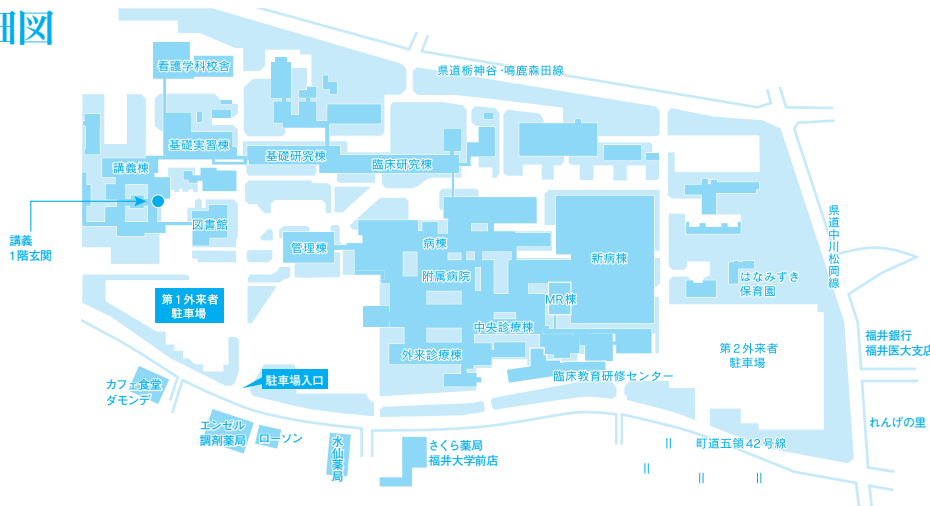 細図
看護学科校舎
県道栃神谷・鳴鹿森田線
基礎実習棟
基礎研究棟
臨床研究棟
講義棟
講義
1階玄関
図書館
管理棟
病棟
附属病院
新病棟
MR棟
中央診療棟
外来診療棟
臨床教育研修センター
はなみずき
保育園
県道中川松岡線
第1外来者
駐車場
駐車場入口
第2外来者
駐車場
福井銀行
福井医大支店
れんげの里
町道五領42号線
カフェ食堂
ダモンデ
エンゼル
調剤薬局
ローソン
水仙薬局
さくら薬局
福井大学前店